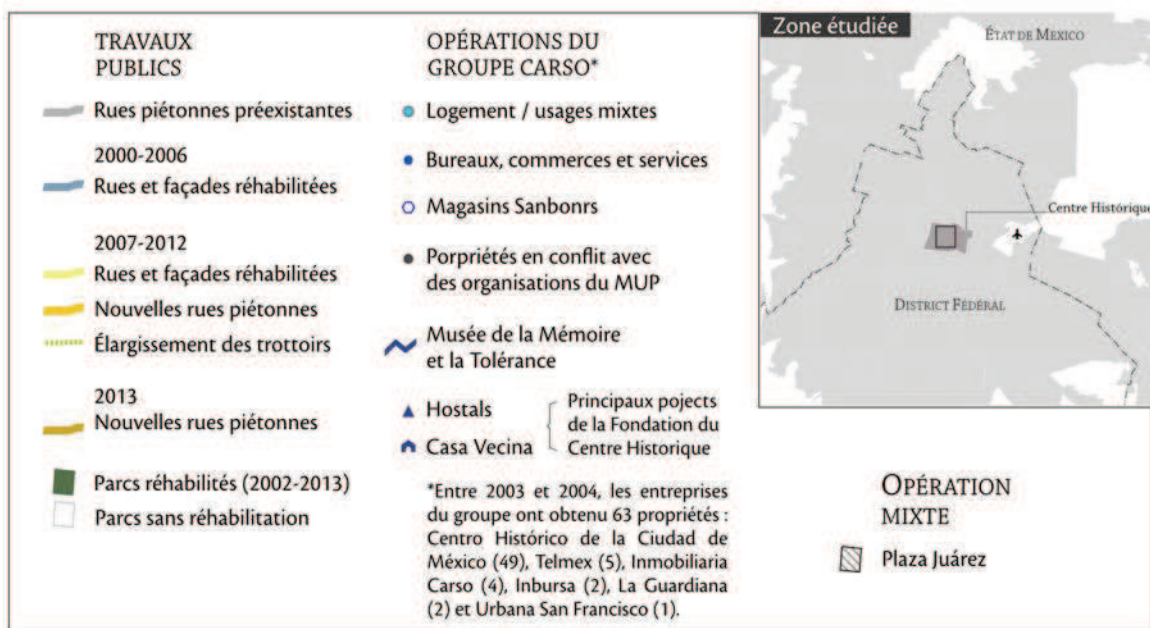 TRAVAUX
PUBLICS
Rues piétonnes préexistantes
2000-2006
Rues et façades réhabilitées
2007-2012
Rues et façades réhabilitées
Nouvelles rues piétonnes
Élargissement des trottoirs
2013
Nouvelles rues piétonnes
Parcs réhabilités (2002-2013)
Parcs sans réhabilitation
OPÉRATIONS DU
GROUPE CARSO*
Logement / usages mixtes
Bureaux, commerces et services
Magasins Sanbonrs
Porpriétés en conflit avec
des organisations du MUP
Musée de la Mémoire
et la Tolérance
Hostals
Casa Vecina
Principaux pojects
de la Fondation du
Centre Historique
*Entre 2003 et 2004, les entreprises
du groupe ont obtenu 63 propriétés :
Centro Histórico de la Ciudad de
México (49), Telmex (5), Inmobiliaria
Carso (4), Inbursa (2), La Guardiana
(2) et Urbana San Francisco (1).
Zone étudiée
ÉTAT DE MEXICO
Centre Histórique
DISTRICT FÉDÉRAL
OPÉRATION
MIXTE
Plaza Juárez